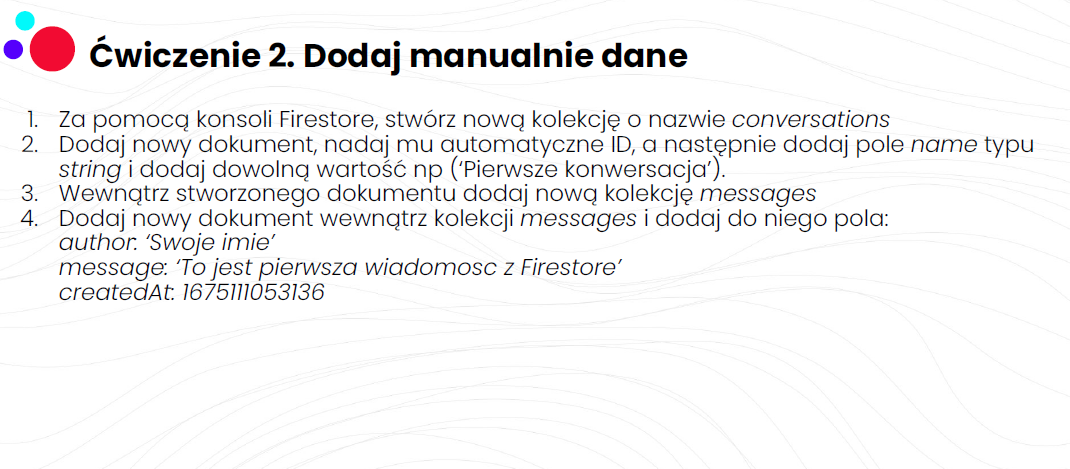 Ćwiczenie 2. Dodaj manualnie dane
1. Za pomocą konsoli Firestore, stwórz nową kolekcję o nazwie conversations
2. Dodaj nowy dokument, nadaj mu automatyczne ID, a następnie dodaj pole name typu
string i dodaj dowolną wartość np (‘Pierwsze konwersacja’).
3. Wewnątrz stworzonego dokumentu dodaj nową kolekcję messages
4. Dodaj nowy dokument wewnątrz kolekcji messages i dodaj do niego pola:
author: ‘Swoje imie’
message: ‘To jest pierwsza wiadomosc z Firestore’
createdAt: 1675111053136